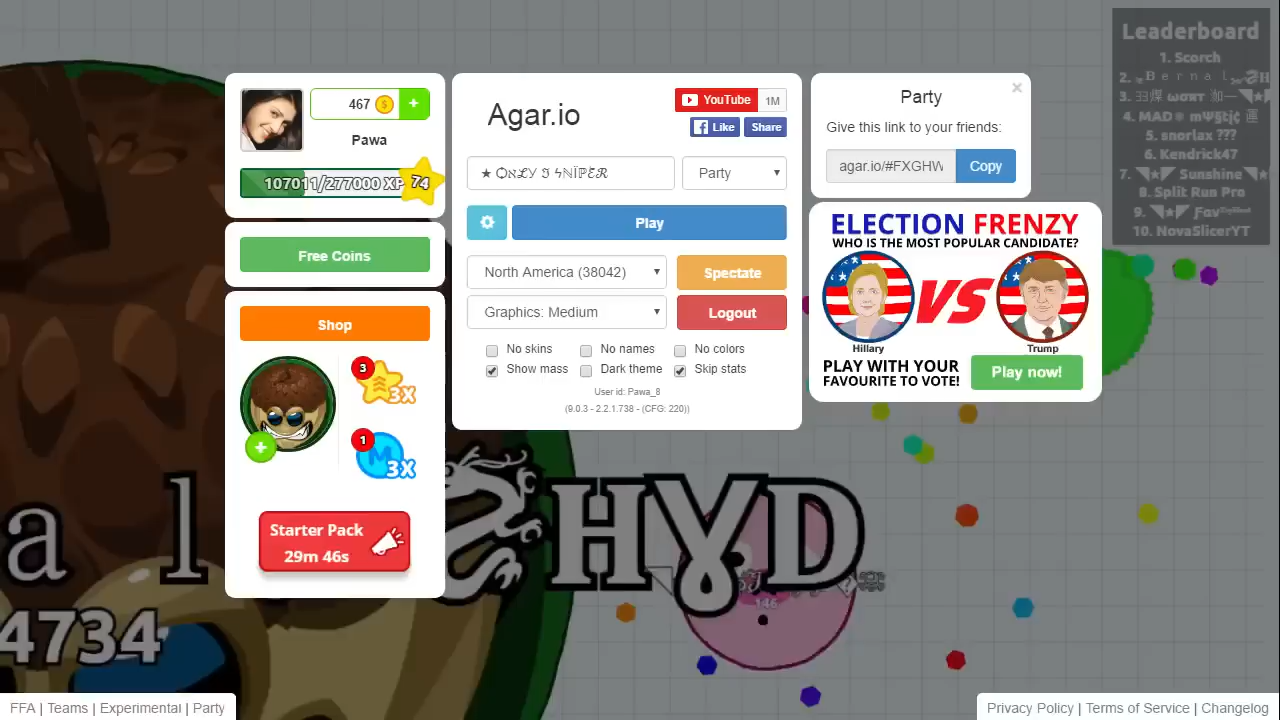 467
Pawa
107011/277000 XP 74
Free Coins
Shop
3
3X
1
M
3X
Starter Pack
29m 46s
Agar.io
YouTube 1M
Like Share
Party
Play
North America (38042)
Spectate
Graphics: Medium
Logout
No skins No names No colors
Show mass Dark theme Skip stats
User id: Pawa_8
(9.0.3 - 2.2.1.738 - (CFG: 220))
Party
×
Give this link to your friends:
agar.io/#FXGHW
Copy
ELECTION FRENZY
WHO IS THE MOST POPULAR CANDIDATE?
VS
Hillary Trump
PLAY WITH YOUR
FAVOURITE TO VOTE!
Play now!
Leaderboard
1. Scorch
2. Bernal
3.
4. MAD
5. snorlax ???
6. Kendrick47
7. Sunshine
8. Split Run Pro
9.
10. NovaSlicerYT
a l HYD
4734
146
FFA | Teams | Experimental | Party
Privacy Policy | Terms of Service | Changelog